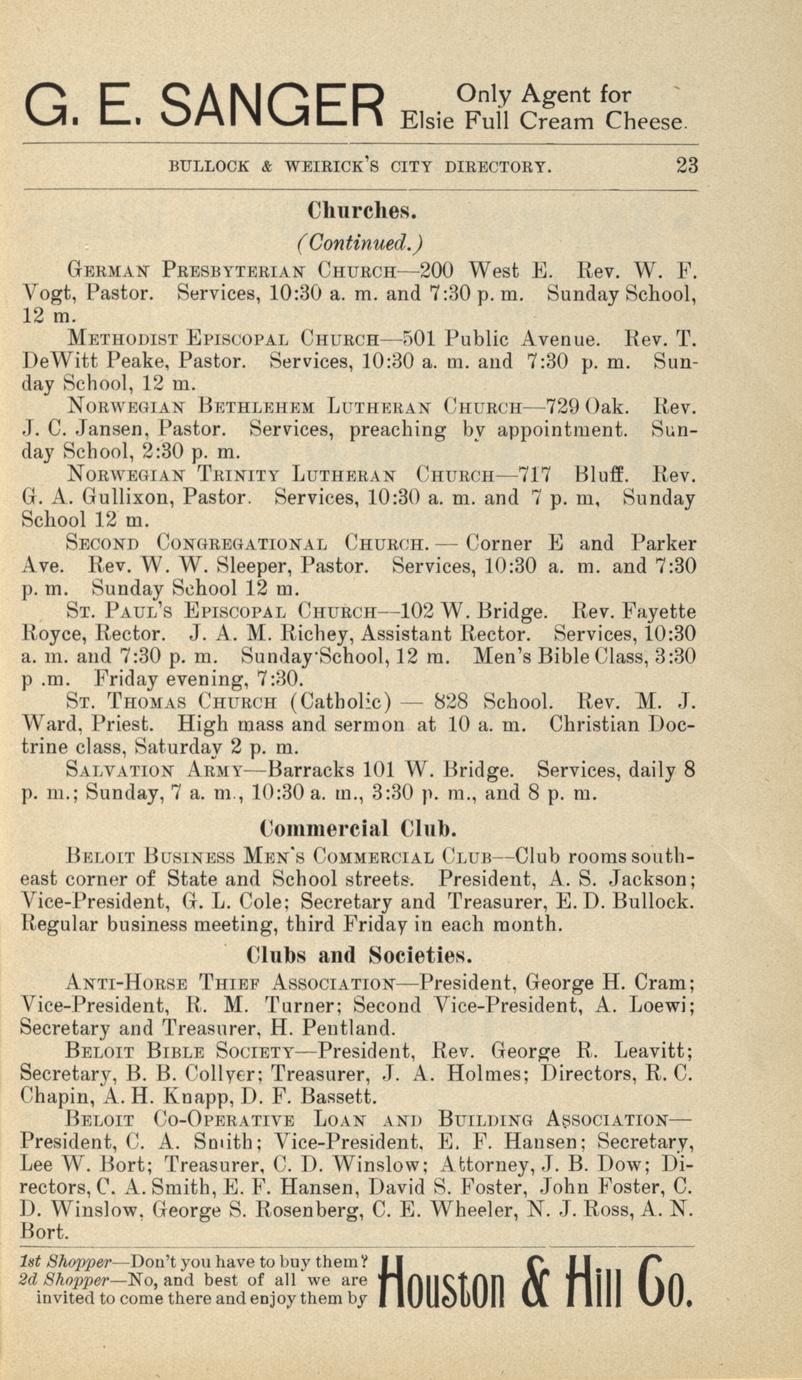 G. E. SANGER Only Agent for
Elsie Full Cream Cheese.
BULLOCK & WEIRICK'S CITY DIRECTORY. 23
Churches.
(Continued.)
GERMAN PRESBYTERIAN CHURCH—200 West E. Rev. W. F.
Vogt, Pastor. Services, 10:30 a. m. and 7:30 p. m. Sunday School,
12 m.
METHODIST EPISCOPAL CHURCH—501 Public Avenue. Rev. T.
DeWitt Peake, Pastor. Services, 10:30 a. m. and 7:30 p. m. Sun-
day School, 12 m.
NORWEGIAN BETHLEHEM LUTHERAN CHURCH—729 Oak. Rev.
J. C. Jansen, Pastor. Services, preaching by appointment. Sun-
day School, 2:30 p. m.
NORWEGIAN TRINITY LUTHERAN CHURCH—717 Bluff. Rev.
G. A. Gullixon, Pastor. Services, 10:30 a. m. and 7 p. m, Sunday
School 12 m.
SECOND CONGREGATIONAL CHURCH. — Corner E and Parker
Ave. Rev. W. W. Sleeper, Pastor. Services, 10:30 a. m. and 7:30
p. m. Sunday School 12 m.
ST. PAUL'S EPISCOPAL CHURCH—102 W. Bridge. Rev. Fayette
Royce, Rector. J. A. M. Richey, Assistant Rector. Services, 10:30
a. m. and 7:30 p. m. Sunday School, 12 m. Men's Bible Class, 3:30
p .m. Friday evening, 7:30.
ST. THOMAS CHURCH (Catholic) — 828 School. Rev. M. J.
Ward, Priest. High mass and sermon at 10 a. m. Christian Doc-
trine class, Saturday 2 p. m.
SALVATION ARMY—Barracks 101 W. Bridge. Services, daily 8
p. m.; Sunday, 7 a. m., 10:30 a. m., 3:30 p. m., and 8 p. m.
Commercial Club.
BELOIT BUSINESS MEN'S COMMERCIAL CLUB—Club rooms south-
east corner of State and School streets. President, A. S. Jackson;
Vice-President, G. L. Cole; Secretary and Treasurer, E. D. Bullock.
Regular business meeting, third Friday in each month.
Clubs and Societies.
ANTI-HORSE THIEF ASSOCIATION—President, George H. Cram;
Vice-President, R. M. Turner; Second Vice-President, A. Loewi;
Secretary and Treasurer, H. Pentland.
BELOIT BIBLE SOCIETY—President, Rev. George R. Leavitt;
Secretary, B. B. Collyer; Treasurer, J. A. Holmes; Directors, R. C.
Chapin, A. H. Knapp, D. F. Bassett.
BELOIT CO-OPERATIVE LOAN AND BUILDING ASSOCIATION—
President, C. A. Smith; Vice-President, E. F. Hansen; Secretary,
Lee W. Bort; Treasurer, C. D. Winslow; Attorney, J. B. Dow; Di-
rectors, C. A. Smith, E. F. Hansen, David S. Foster, John Foster, C.
D. Winslow, George S. Rosenberg, C. E. Wheeler, N. J. Ross, A. N.
Bort.
1st Shopper—Don't you have to buy them?
2d Shopper—No, and best of all we are
invited to come there and enjoy them by
Houston & Hill Co.